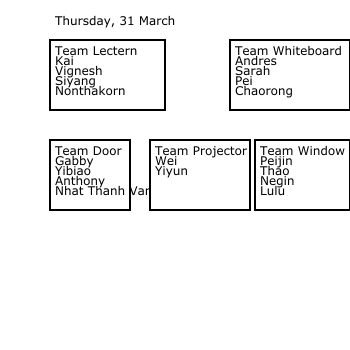 Thursday, 31 March
Team Lectern
Kai
Vignesh
Siyang
Nonthakorn
Team Whiteboard
Andres
Sarah
Pei
Chaorong
Team Door
Gabby
Yibiao
Anthony
Nhat Thanh Van
Team Projector
Wei
Yiyun
Team Window
Peijin
Thao
Negin
Lulu